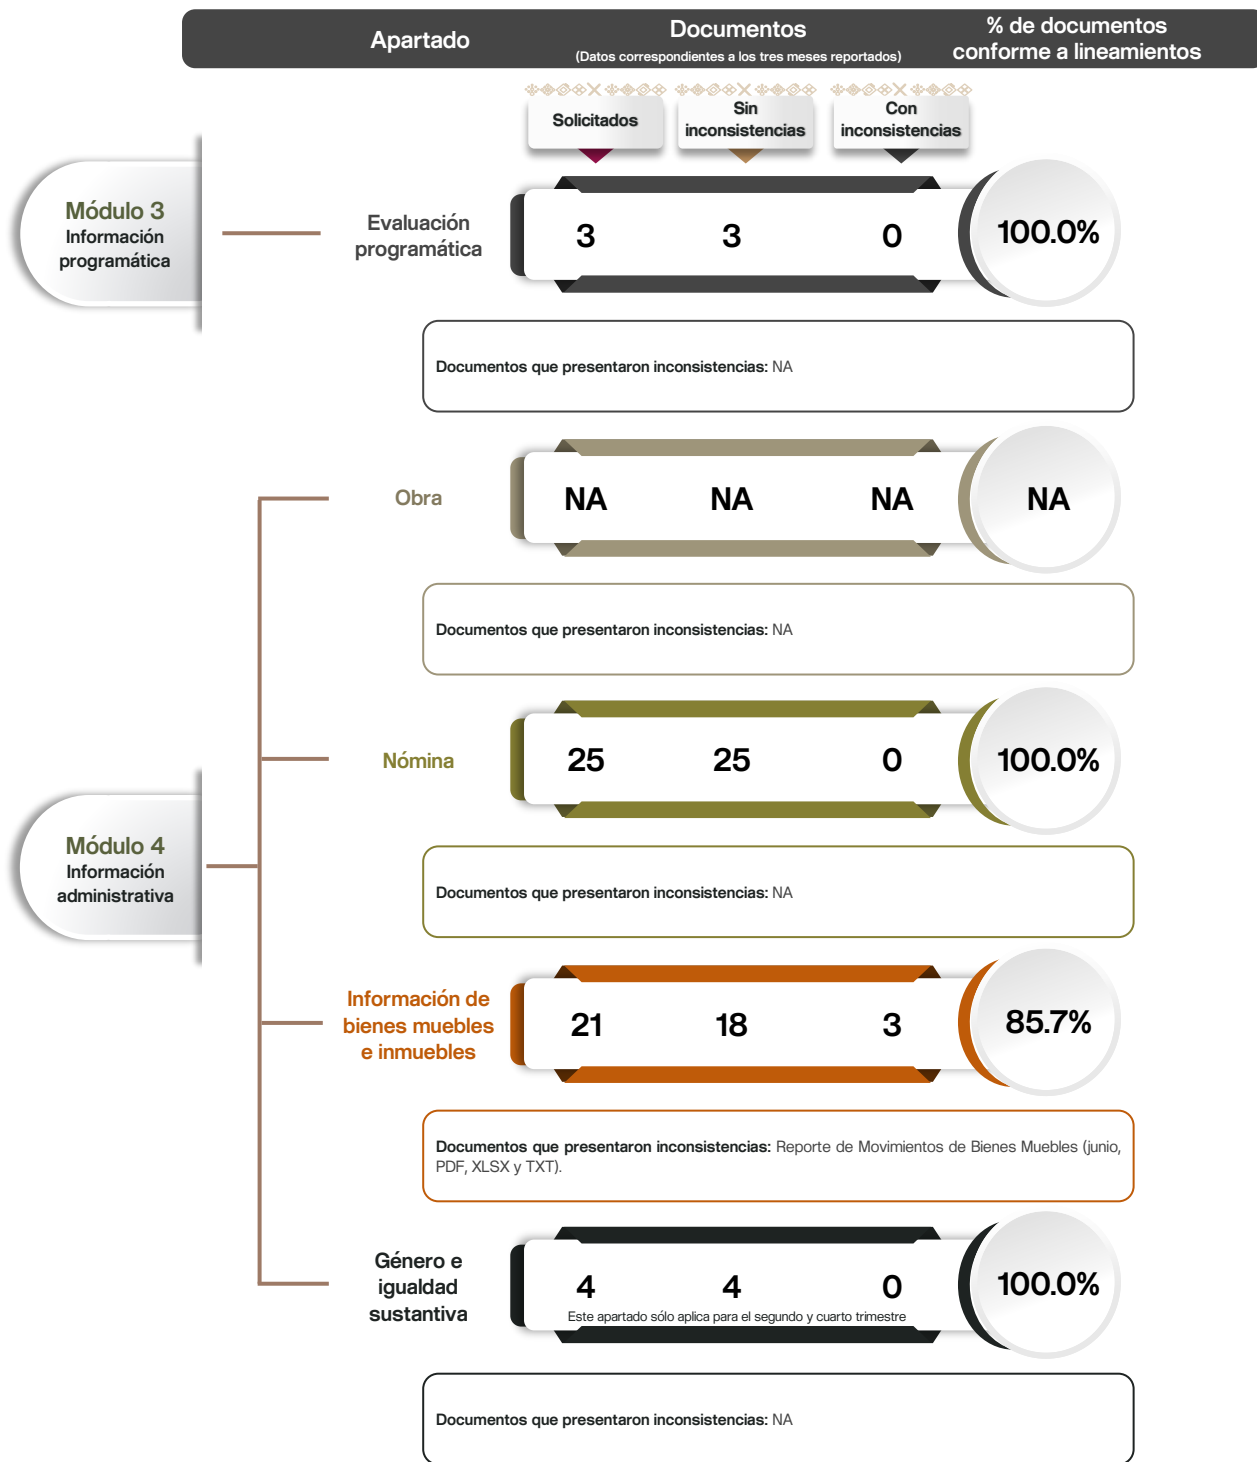 Apartado
Documentos
(Datos correspondientes a los tres meses reportados)
% de documentos
conforme a lineamientos
Solicitados
Sin
inconsistencias
Con
inconsistencias
Módulo 3
Información
programática
Evaluación
programática
3 3 0 100.0%
Documentos que presentaron inconsistencias: NA
Obra
NA NA NA NA
Documentos que presentaron inconsistencias: NA
Nómina
25 25 0 100.0%
Módulo 4
Información
administrativa
Documentos que presentaron inconsistencias: NA
Información de
bienes muebles
e inmuebles
21 18 3 85.7%
Documentos que presentaron inconsistencias: Reporte de Movimientos de Bienes Muebles (junio,
PDF, XLSX y TXT).
Género e
igualdad
sustantiva
4 4 0 100.0%
Este apartado sólo aplica para el segundo y cuarto trimestre
Documentos que presentaron inconsistencias: NA